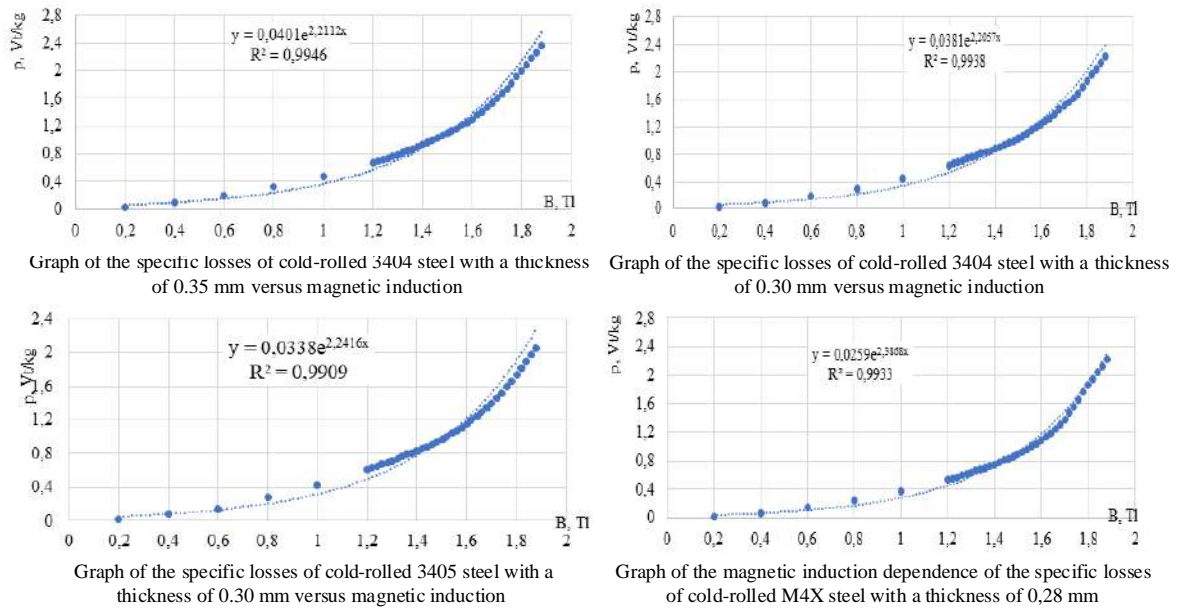 2,8
2,4
2
1,6
1,2
0,8
0,4
0
p, Vt/kg
y = 0,0401e^2,2112x
R² = 0,9946
B, Tl
0 0,2 0,4 0,6 0,8 1 1,2 1,4 1,6 1,8 2
Graph of the specific losses of cold-rolled 3404 steel with a thickness
of 0.35 mm versus magnetic induction
2,8
2,4
2
1,6
1,2
0,8
0,4
0
p, Vt/kg
y = 0,0381e^2,2057x
R² = 0,9938
B, Tl
0 0,2 0,4 0,6 0,8 1 1,2 1,4 1,6 1,8 2
Graph of the specific losses of cold-rolled 3404 steel with a thickness
of 0.30 mm versus magnetic induction
2,4
2
1,6
1,2
0,8
0,4
0
p, Vt/kg
y = 0,0338e^2,2416x
R² = 0,9909
B, Tl
0 0,2 0,4 0,6 0,8 1 1,2 1,4 1,6 1,8 2
Graph of the specific losses of cold-rolled 3405 steel with a
thickness of 0.30 mm versus magnetic induction
2,8
2,4
2
1,6
1,2
0,8
0,4
0
p, Vt/kg
y = 0,0259e^2,3868x
R² = 0,9933
B, Tl
0 0,2 0,4 0,6 0,8 1 1,2 1,4 1,6 1,8 2
Graph of the magnetic induction dependence of the specific losses
of cold-rolled M4X steel with a thickness of 0,28 mm